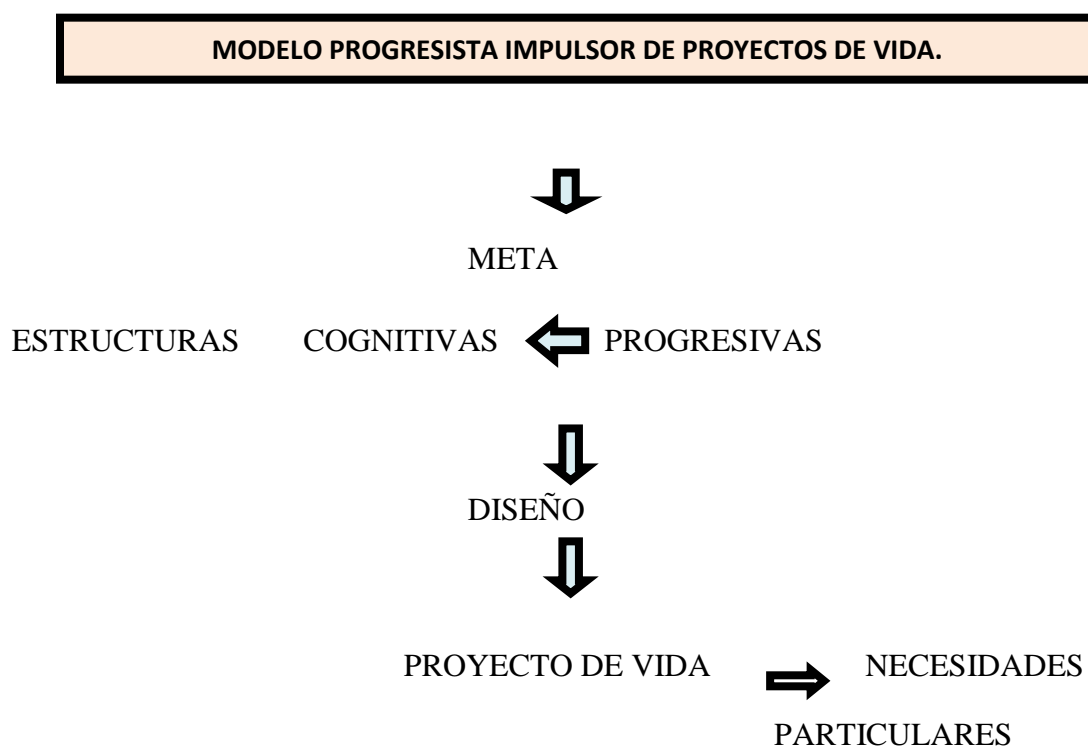 MODELO PROGRESISTA IMPULSOR DE PROYECTOS DE VIDA.
META
ESTRUCTURAS COGNITIVAS PROGRESIVAS
DISEÑO
PROYECTO DE VIDA NECESIDADES
PARTICULARES